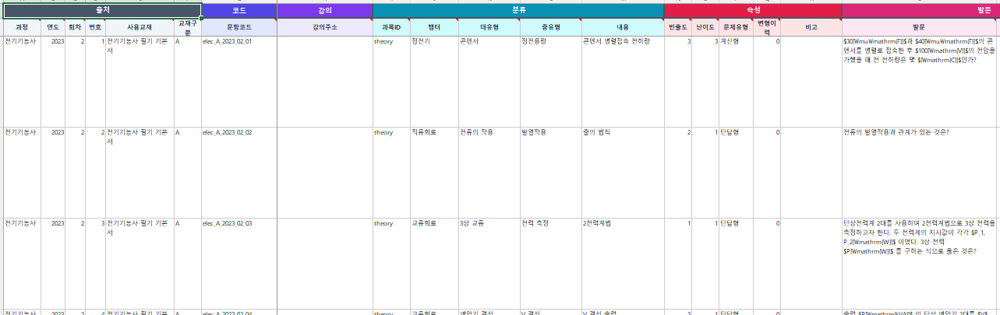 출처 코드 강의 분류 속성 발문
과정 연도 회차 번호 사용교재 교재구분 문항코드 강의주소 과목ID 챕터 대유형 중유형 내용 빈출도 난이도 문제유형 변형이력 비고 발문
전기기능사 2023 2 1 전기기능사 필기 기본서 A elec_A_2023_02_01 theory 정전기 콘덴서 정전용량 콘덴서 병렬접속 전하량 3 3 계산형 0 $30[₩mu₩mathrm{F}]$과 $40[₩mu₩mathrm{F}]$의 콘
덴서를 병렬로 접속한 후 $100[₩mathrm{V}]$의 전압을
가했을 때 전 전하량은 몇 $[₩mathrm{C}]$인가?
전기기능사 2023 2 2 전기기능사 필기 기본서 A elec_A_2023_02_02 theory 직류회로 전류의 작용 발열작용 줄의 법칙 2 1 단답형 0 전류의 발열작용과 관계가 있는 것은?
전기기능사 2023 2 3 전기기능사 필기 기본서 A elec_A_2023_02_03 theory 교류회로 3상 교류 전력 측정 2전력계법 1 1 단답형 0 단상전력계 2대를 사용하여 2전력계법으로 3상 전력을
측정하고자 한다. 두 전력계의 지시값이 각각 $P_1,
P_2[₩mathrm{W}]$ 이었다. 3상 전력
$P[₩mathrm{W}]$ 를 구하는 식으로 옳은 것은?
전기기능사 2023 2 4 전기기능사 필기 기본 A elec_A_2023_02_04 theory 교류회로 변압기 결선 V 결선 V 결선 출력 3 1 단답형 0